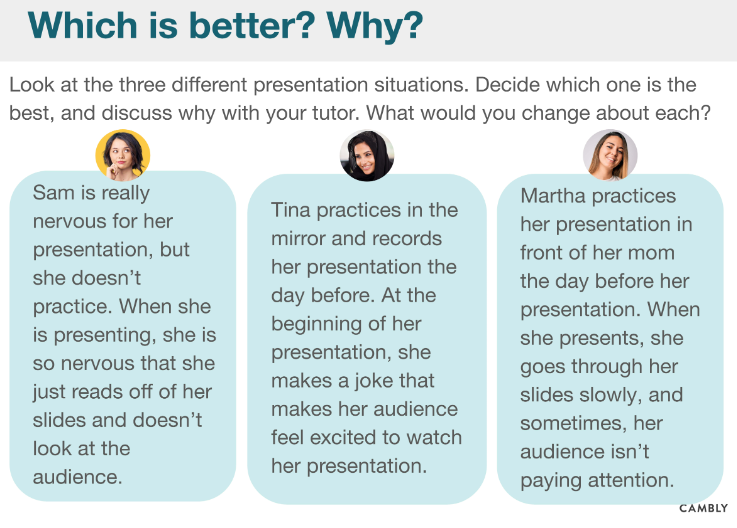 Which is better? Why?
Look at the three different presentation situations. Decide which one is the
best, and discuss why with your tutor. What would you change about each?
Sam is really
nervous for her
presentation, but
she doesn't
practice. When she
is presenting, she is
so nervous that she
just reads off of her
slides and doesn't
look at the
audience.
Tina practices in the
mirror and records
her presentation the
day before. At the
beginning of her
presentation, she
makes a joke that
makes her audience
feel excited to watch
her presentation.
Martha practices
her presentation in
front of her mom
the day before her
presentation. When
she presents, she
goes through her
slides slowly, and
sometimes, her
audience isn't
paying attention.
CAMBLY